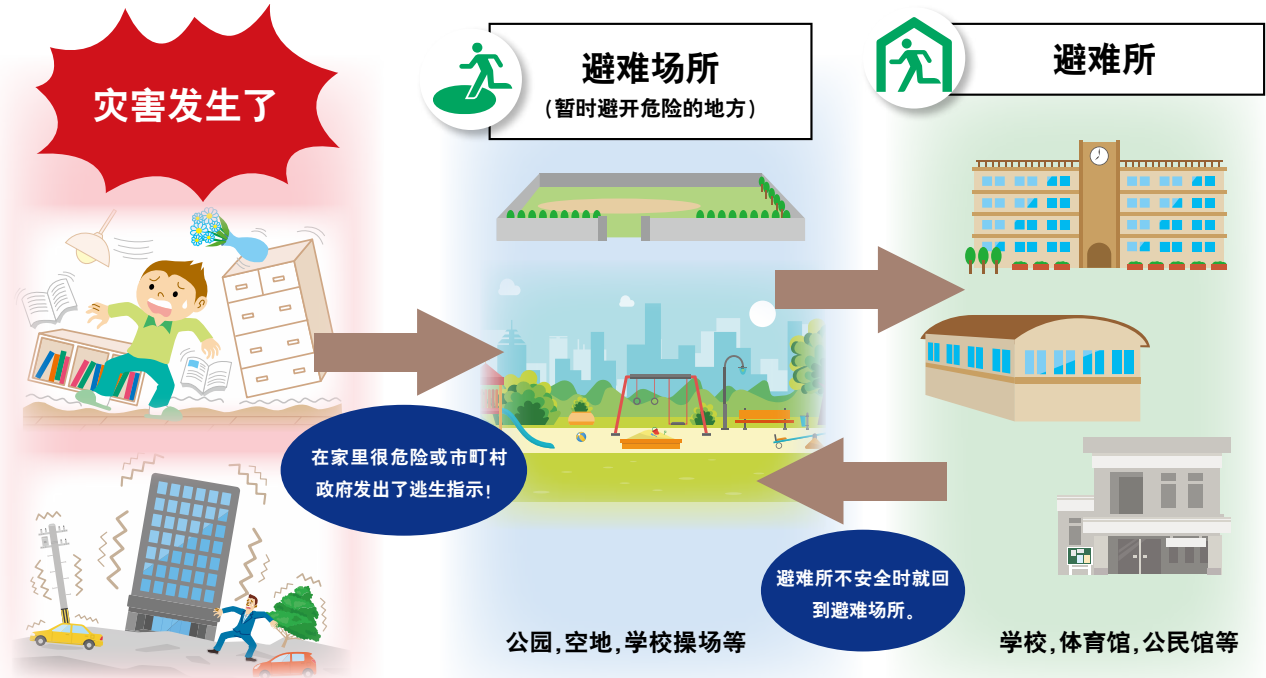 灾害发生了
避难场所
(暂时避开危险的地方)
避难所
在家里很危险或市町村
政府发出了逃生指示!
避难所不安全时就回
到避难场所。
公园,空地,学校操场等
学校,体育馆,公民馆等